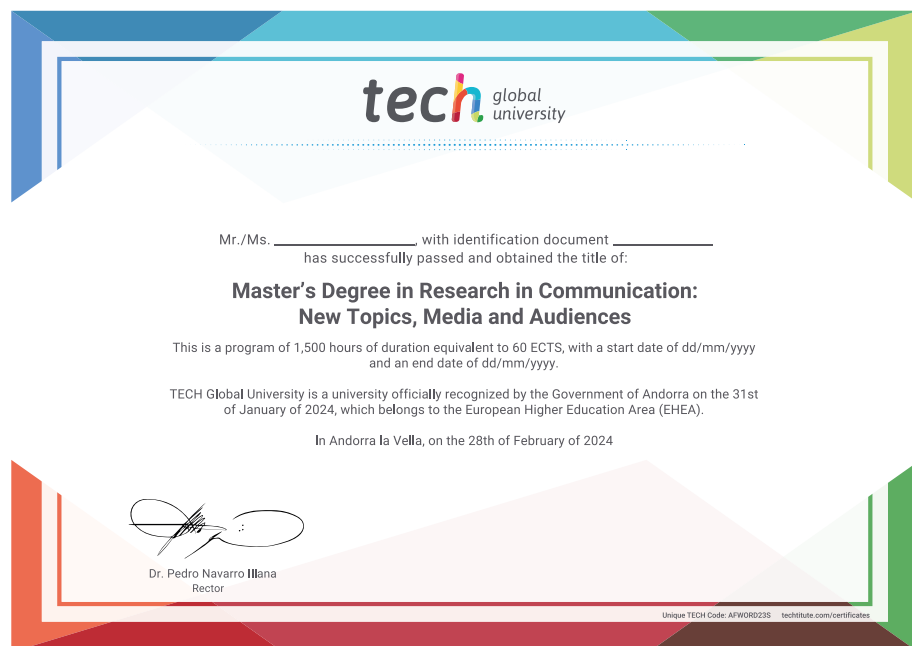 tech global
university
Mr./Ms. ____________, with identification document ____________
has successfully passed and obtained the title of:
Master's Degree in Research in Communication:
New Topics, Media and Audiences
This is a program of 1,500 hours of duration equivalent to 60 ECTS, with a start date of dd/mm/yyyy
and an end date of dd/mm/yyyy.
TECH Global University is a university officially recognized by the Government of Andorra on the 31st
of January of 2024, which belongs to the European Higher Education Area (EHEA).
In Andorra la Vella, on the 28th of February of 2024
Dr. Pedro Navarro Illana
Rector
Unique TECH Code: AFWORD23S techtitute.com/certificates